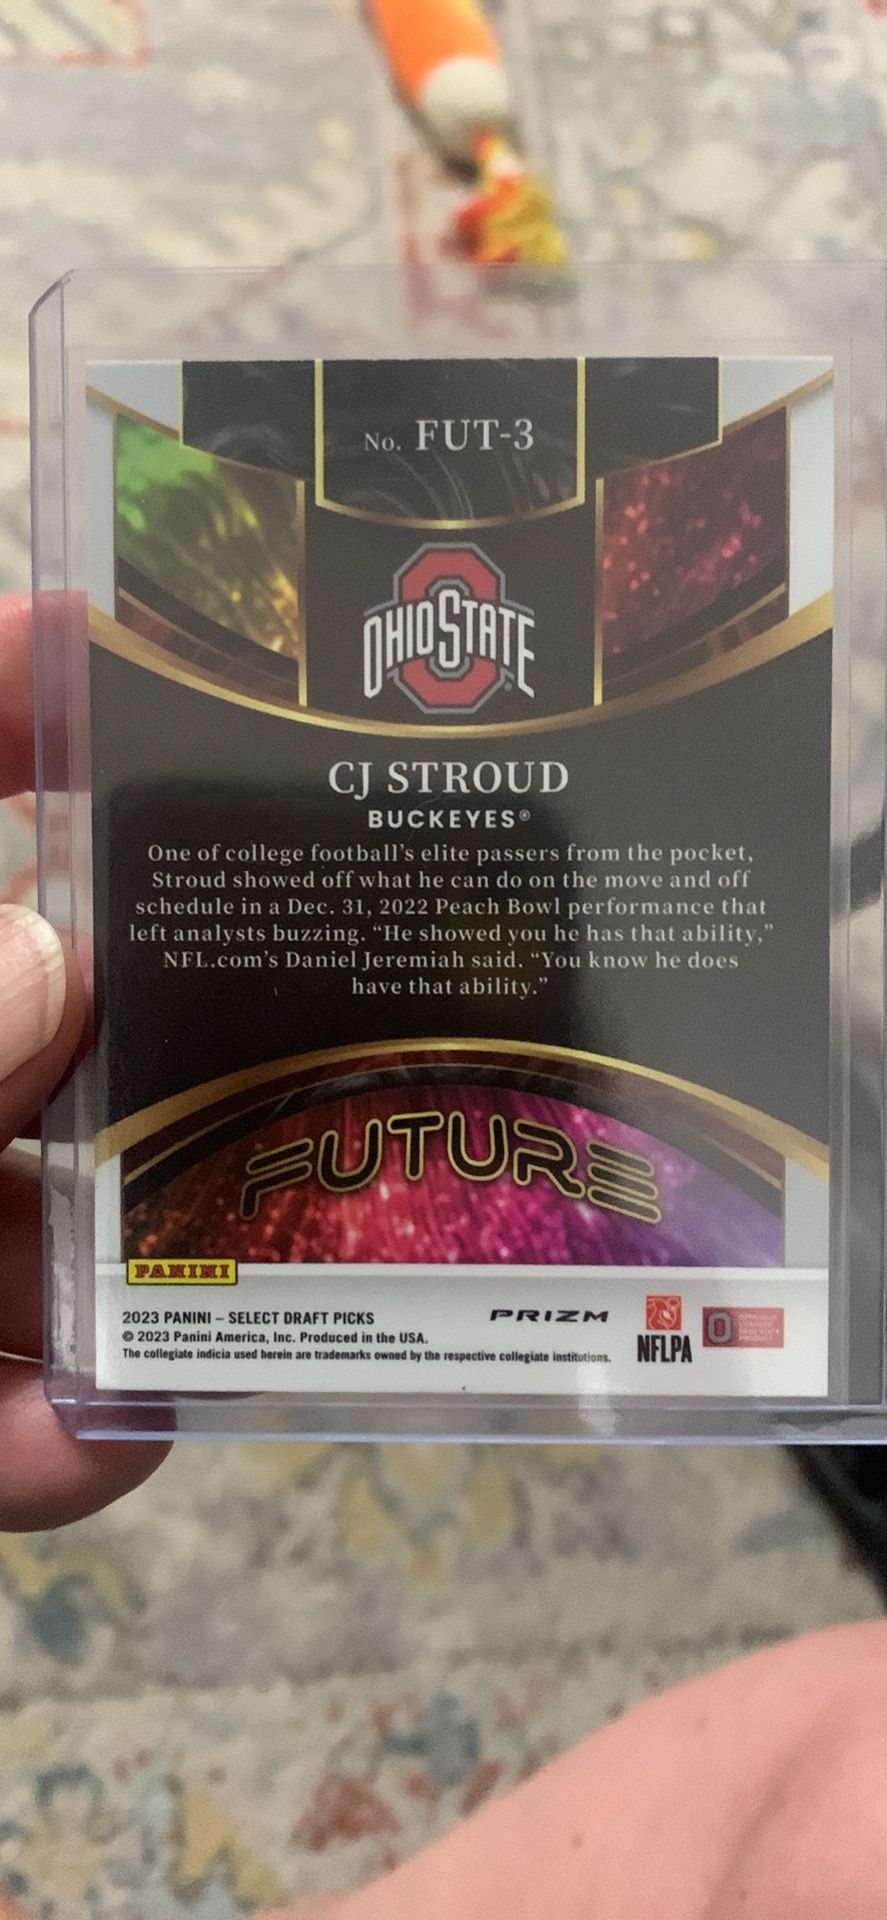 No. FUT-3
OHIO STATE
CJ STROUD
BUCKEYES®
One of college football's elite passers from the pocket,
Stroud showed off what he can do on the move and off
schedule in a Dec. 31, 2022 Peach Bowl performance that
left analysts buzzing. “He showed you he has that ability,”
NFL.com's Daniel Jeremiah said. “You know he does
have that ability.”
FUTURE
PANINI
2023 PANINI – SELECT DRAFT PICKS
© 2023 Panini America, Inc. Produced in the USA.
The collegiate indicia used herein are trademarks owned by the respective collegiate institutions.
PRIZM
NFLPA